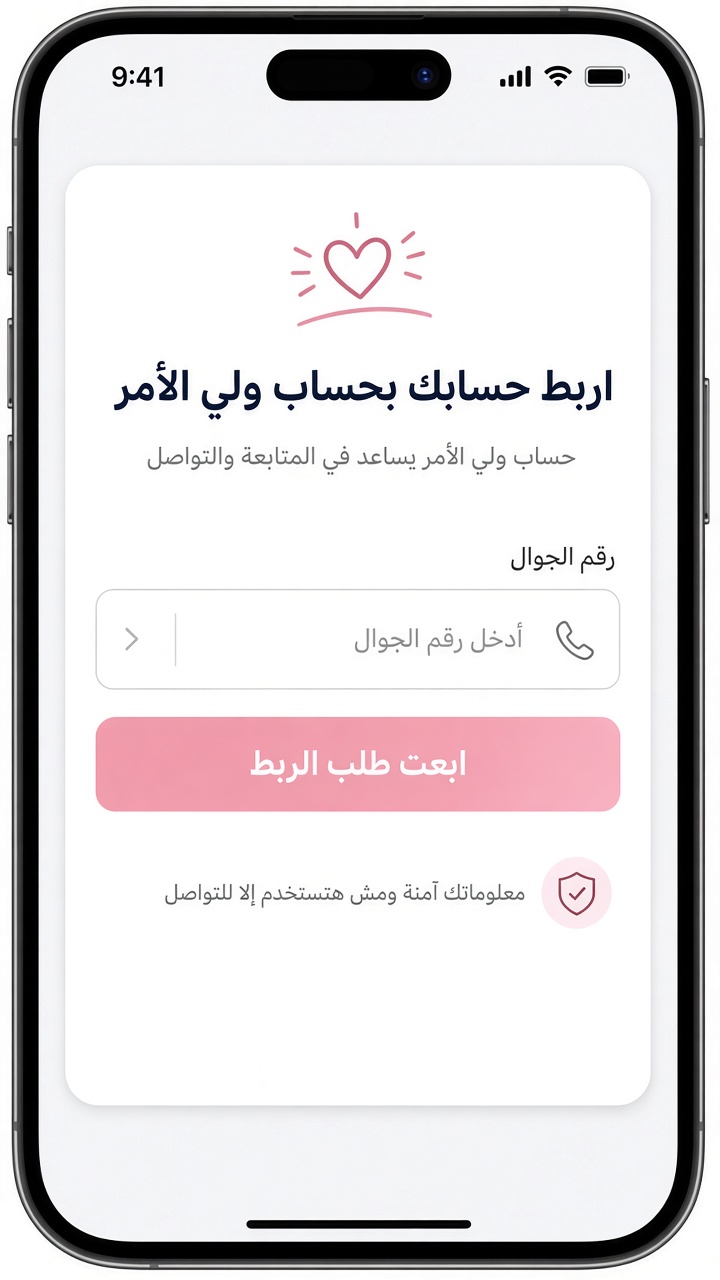 9:41
اربط حسابك بحساب ولي الأمر
حساب ولي الأمر يساعد في المتابعة والتواصل
رقم الجوال
أدخل رقم الجوال
ابعت طلب الربط
معلوماتك آمنة ومش هتستخدم إلا للتواصل